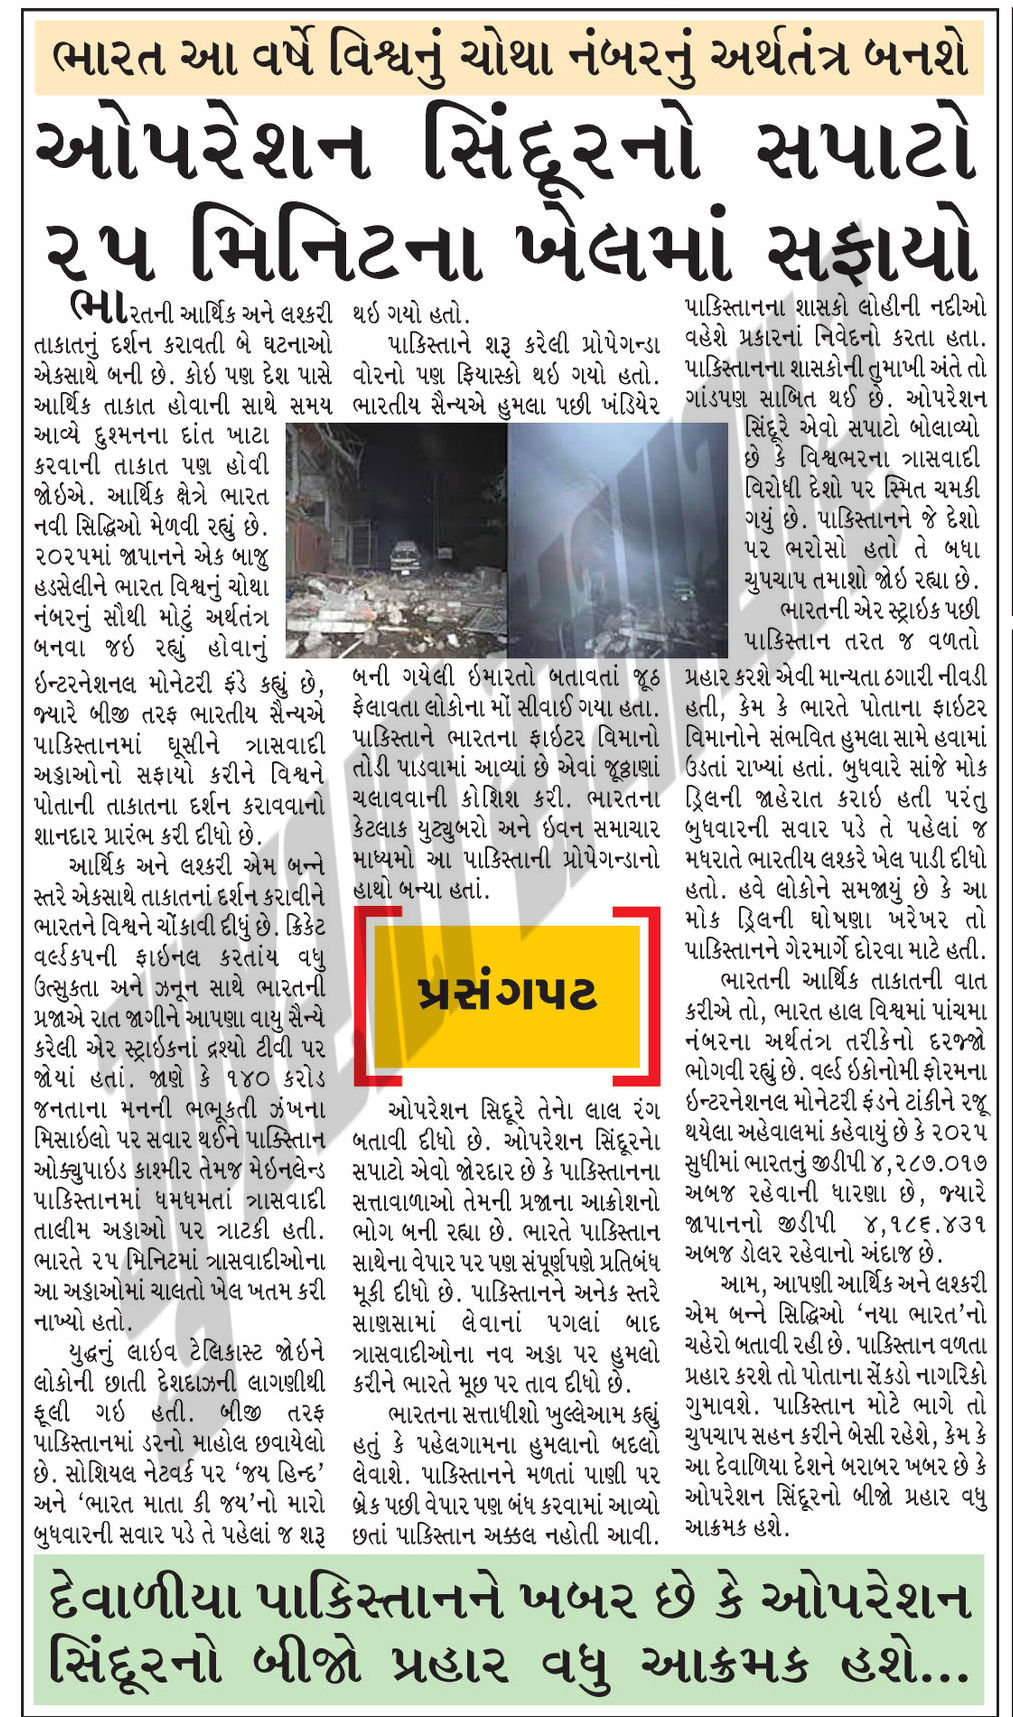 ભારત આ વર્ષે વિશ્વનું ચોથા નંબરનું અર્થતંત્ર બનશે
ઓપરેશન સિંદૂરનો સપાટો
૨૫ મિનિટના ખેલમાં સફાયો
ભારતની આર્થિક અને લશ્કરી
તાકાતનું દર્શન કરાવતી બે ઘટનાઓ
એકસાથે બની છે. કોઇ પણ દેશ પાસે
આર્થિક તાકાત હોવાની સાથે સમય
આવ્યે દુશ્મનના દાંત ખાટા
કરવાની તાકાત પણ હોવી
જોઇએ. આર્થિક ક્ષેત્રે ભારત
નવી સિદ્ધિઓ મેળવી રહ્યું છે.
૨૦૨૫માં જાપાનને એક બાજુ
હડસેલીને ભારત વિશ્વનું ચોથા
નંબરનું સૌથી મોટું અર્થતંત્ર
બનવા જઇ રહ્યું હોવાનું
ઇન્ટરનેશનલ મોનેટરી ફંડે કહ્યું છે,
જ્યારે બીજી તરફ ભારતીય સૈન્યએ
પાકિસ્તાનમાં ઘૂસીને ત્રાસવાદી
અડ્ડાઓનો સફાયો કરીને વિશ્વને
પોતાની તાકાતના દર્શન કરાવવાનો
શાનદાર પ્રારંભ કરી દીધો છે.
આર્થિક અને લશ્કરી એમ બન્ને
સ્તરે એકસાથે તાકાતનાં દર્શન કરાવીને
ભારતને વિશ્વને ચોંકાવી દીધું છે. ક્રિકેટ
વર્લ્ડકપની ફાઇનલ કરતાંય વધુ
ઉત્સુકતા અને ઝનૂન સાથે ભારતની
પ્રજાએ રાત જાગીને આપણા વાયુ સૈન્યે
કરેલી એર સ્ટ્રાઇકનાં દ્રશ્યો ટીવી પર
જોયાં હતાં. જાણે કે ૧૪૦ કરોડ
જનતાના મનની ભભૂકતી ઝંખના
મિસાઇલો પર સવાર થઈને પાક્સ્તિાન
ઓક્યુપાઇડ કાશ્મીર તેમજ મેઇનલેન્ડ
પાકિસ્તાનમાં ધમધમતાં ત્રાસવાદી
તાલીમ અડ્ડાઓ પર ત્રાટકી હતી.
ભારતે ૨૫ મિનિટમાં ત્રાસવાદીઓના
આ અડ્ડાઓમાં ચાલતો ખેલ ખતમ કરી
નાખ્યો હતો.
યુદ્ધનું લાઇવ ટેલિકાસ્ટ જોઇને
લોકોની છાતી દેશદાઝની લાગણીથી
ફૂલી ગઇ હતી. બીજી તરફ
પાકિસ્તાનમાં ડરનો માહોલ છવાયેલો
છે. સોશિયલ નેટવર્ક પર ‘જય હિન્દ’
અને ‘ભારત માતા કી જય’નો મારો
બુધવારની સવાર પડે તે પહેલાં જ શરૂ
થઇ ગયો હતો.
પાકિસ્તાને શરૂ કરેલી પ્રોપેગન્ડા
વોરનો પણ ફિયાસ્કો થઇ ગયો હતો.
ભારતીય સૈન્યએ હુમલા પછી ખંડિયેર
બની ગયેલી ઇમારતો બતાવતાં જૂઠ
ફેલાવતા લોકોના મોં સીવાઈ ગયા હતા.
પાકિસ્તાને ભારતના ફાઇટર વિમાનો
તોડી પાડવામાં આવ્યાં છે એવાં જૂઠ્ઠાણાં
ચલાવવાની કોશિશ કરી. ભારતના
કેટલાક યુટ્યુબરો અને ઇવન સમાચાર
માધ્યમો આ પાકિસ્તાની પ્રોપેગન્ડાનો
હાથો બન્યા હતાં.
પ્રસંગપટ
ઓપરેશન સિદૂરે તેનેા લાલ રંગ
બતાવી દીધો છે. ઓપરેશન સિંદૂરનેા
સપાટો એવો જોરદાર છે કે પાકિસ્તાનના
સત્તાવાળાઓ તેમની પ્રજાના આક્રોશનો
ભોગ બની રહ્યા છે. ભારતે પાકિસ્તાન
સાથેના વેપાર પર પણ સંપૂર્ણપણે પ્રતિબંધ
મૂકી દીધો છે. પાકિસ્તાનને અનેક સ્તરે
સાણસામાં લેવાનાં પગલાં બાદ
ત્રાસવાદીઓના નવ અડ્ડા પર હુમલો
કરીને ભારતે મૂછ પર તાવ દીધો છે.
ભારતના સત્તાધીશો ખુલ્લેઆમ કહ્યું
હતું કે પહેલગામના હુમલાનો બદલો
લેવાશે. પાકિસ્તાનને મળતાં પાણી પર
બ્રેક પછી વેપાર પણ બંધ કરવામાં આવ્યો
છતાં પાકિસ્તાન અક્કલ નહોતી આવી.
પાકિસ્તાનના શાસકો લોહીની નદીઓ
વહેશે પ્રકારનાં નિવેદનો કરતા હતા.
પાકિસ્તાનના શાસકોની તુમાખી અંતે તો
ગાંડપણ સાબિત થઈ છે. ઓપરેશન
સિંદૂરે એવો સપાટો બોલાવ્યો
છે કે વિશ્વભરના ત્રાસવાદી
વિરોધી દેશો પર સ્મિત ચમકી
ગયું છે. પાકિસ્તાનને જે દેશો
પર ભરોસો હતો તે બધા
ચુપચાપ તમાશો જોઇ રહ્યા છે.
ભારતની એર સ્ટ્રાઇક પછી
પાકિસ્તાન તરત જ વળતો
પ્રહાર કરશે એવી માન્યતા ઠગારી નીવડી
હતી, કેમ કે ભારતે પોતાના ફાઇટર
વિમાનોને સંભવિત હુમલા સામે હવામાં
ઉડતાં રાખ્યાં હતાં. બુધવારે સાંજે મોક
ડ્રિલની જાહેરાત કરાઇ હતી પરંતુ
બુધવારની સવાર પડે તે પહેલાં જ
મધરાતે ભારતીય લશ્કરે ખેલ પાડી દીધો
હતો. હવે લોકોને સમજાયું છે કે આ
મોક ડ્રિલની ઘોષણા ખરેખર તો
પાકિસ્તાનને ગેરમાર્ગે દોરવા માટે હતી.
ભારતની આર્થિક તાકાતની વાત
કરીએ તો, ભારત હાલ વિશ્વમાં પાંચમા
નંબરના અર્થતંત્ર તરીકેનો દરજ્જો
ભોગવી રહ્યું છે. વર્લ્ડ ઇકોનોમી ફોરમના
ઇન્ટરનેશનલ મોનેટરી ફંડને ટાંકીને રજૂ
થયેલા અહેવાલમાં કહેવાયું છે કે ૨૦૨૫
સુધીમાં ભારતનું જીડીપી ૪,૨૮૭.૦૧૭
અબજ રહેવાની ધારણા છે, જ્યારે
જાપાનનો જીડીપી ૪,૧૮૬.૪૩૧
અબજ ડોલર રહેવાનો અંદાજ છે.
આમ, આપણી આર્થિક અને લશ્કરી
એમ બન્ને સિદ્ધિઓ ‘નયા ભારત’નો
ચહેરો બતાવી રહી છે. પાકિસ્તાન વળતા
પ્રહાર કરશે તો પોતાના સેંકડો નાગરિકો
ગુમાવશે. પાકિસ્તાન મોટે ભાગે તો
ચુપચાપ સહન કરીને બેસી રહેશે, કેમ કે
આ દેવાળિયા દેશને બરાબર ખબર છે કે
ઓપરેશન સિંદૂરનો બીજો પ્રહાર વધુ
આક્રમક હશે.
દેવાળીયા પાકિસ્તાનને ખબર છે કે ઓપરેશન
સિંદૂરનો બીજો પ્રહાર વધુ આક્રમક હશે...